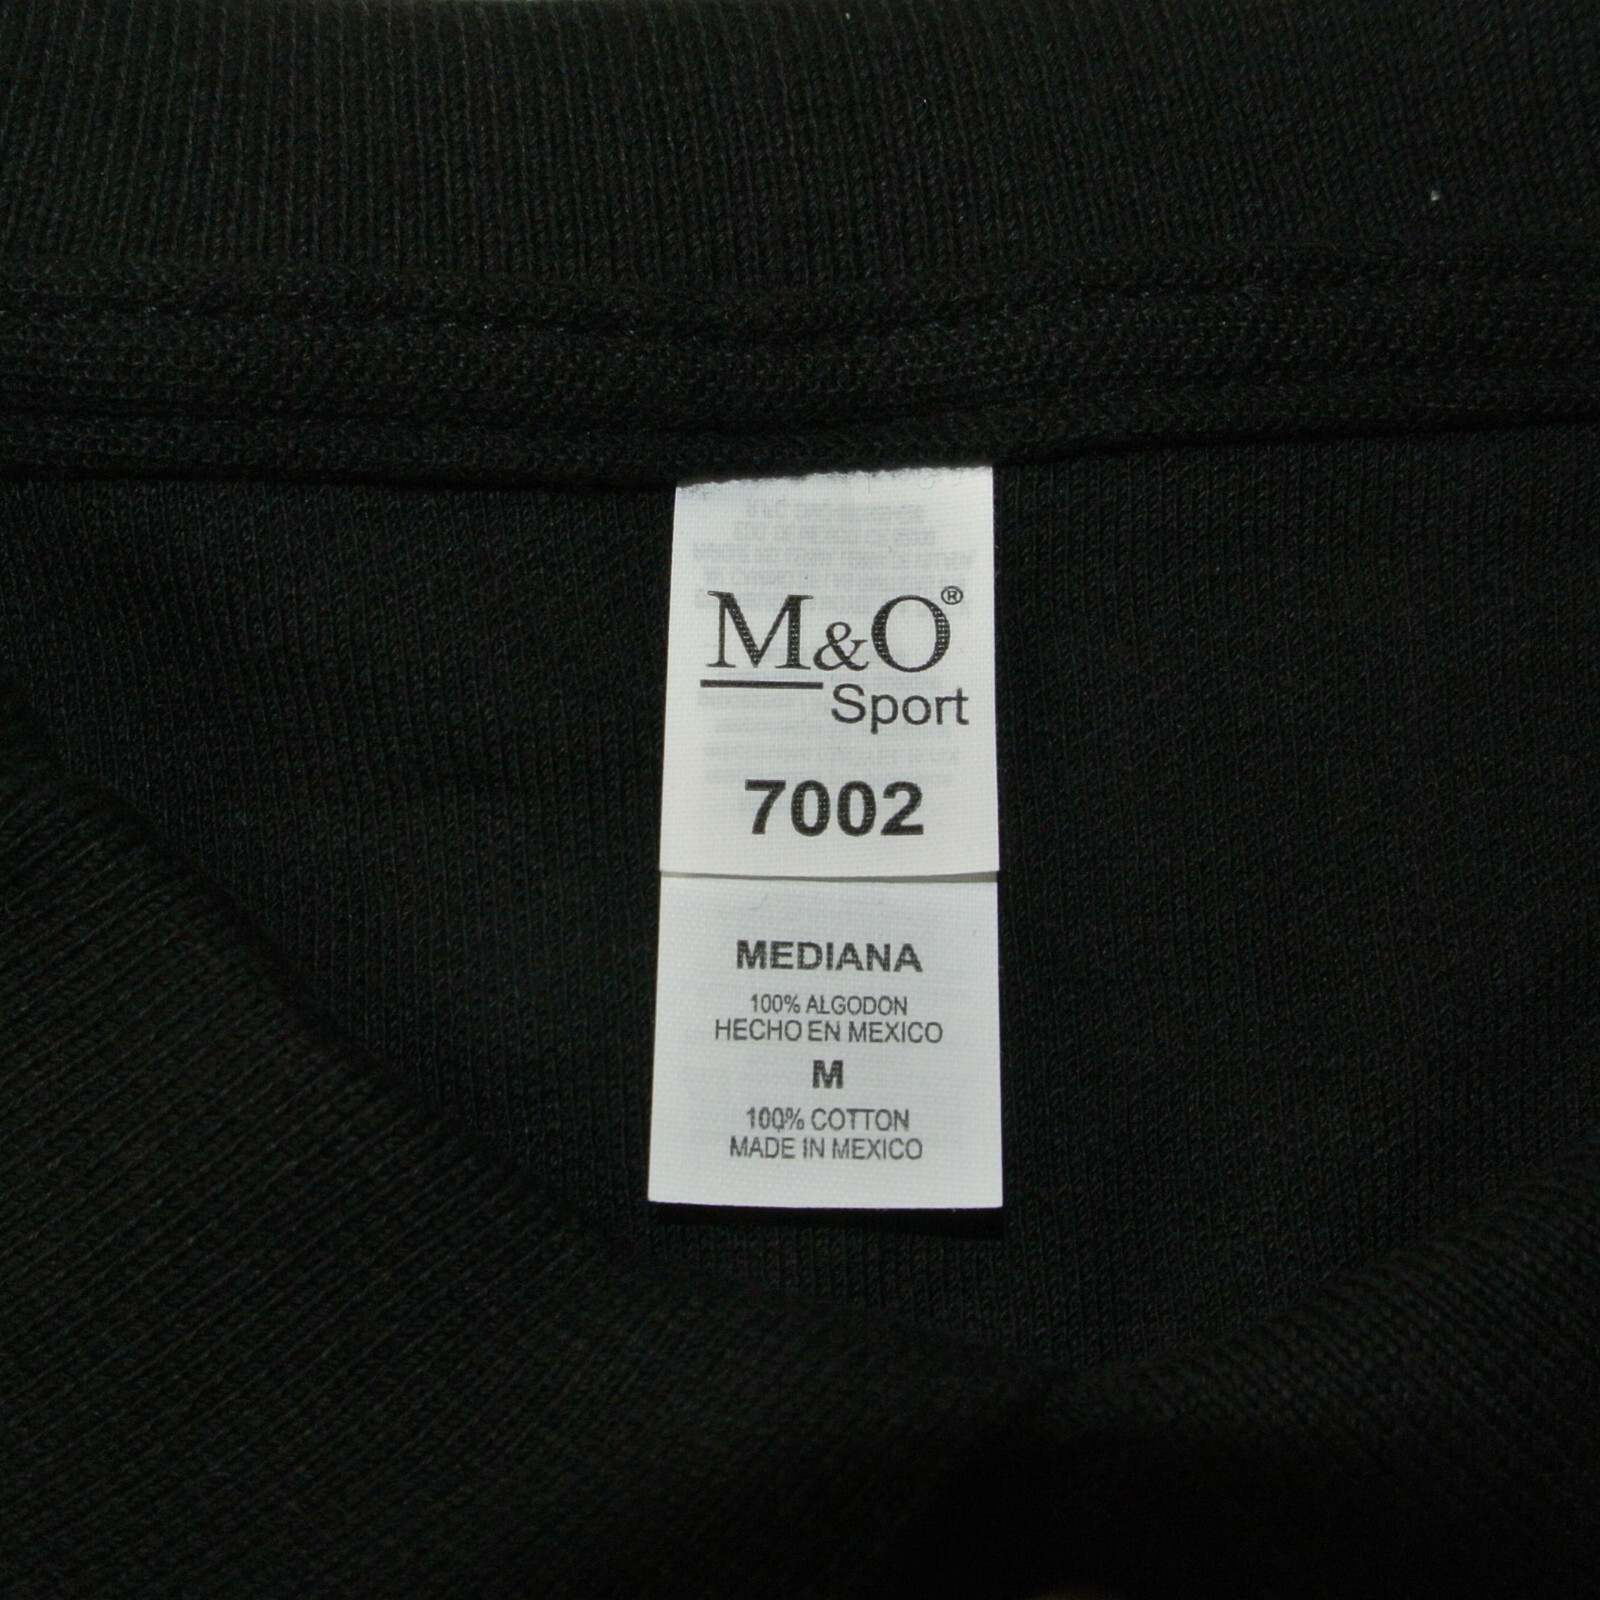 M&O®
Sport
7002
MEDIANA
100% ALGODON
HECHO EN MEXICO
M
100% COTTON
MADE IN MEXICO